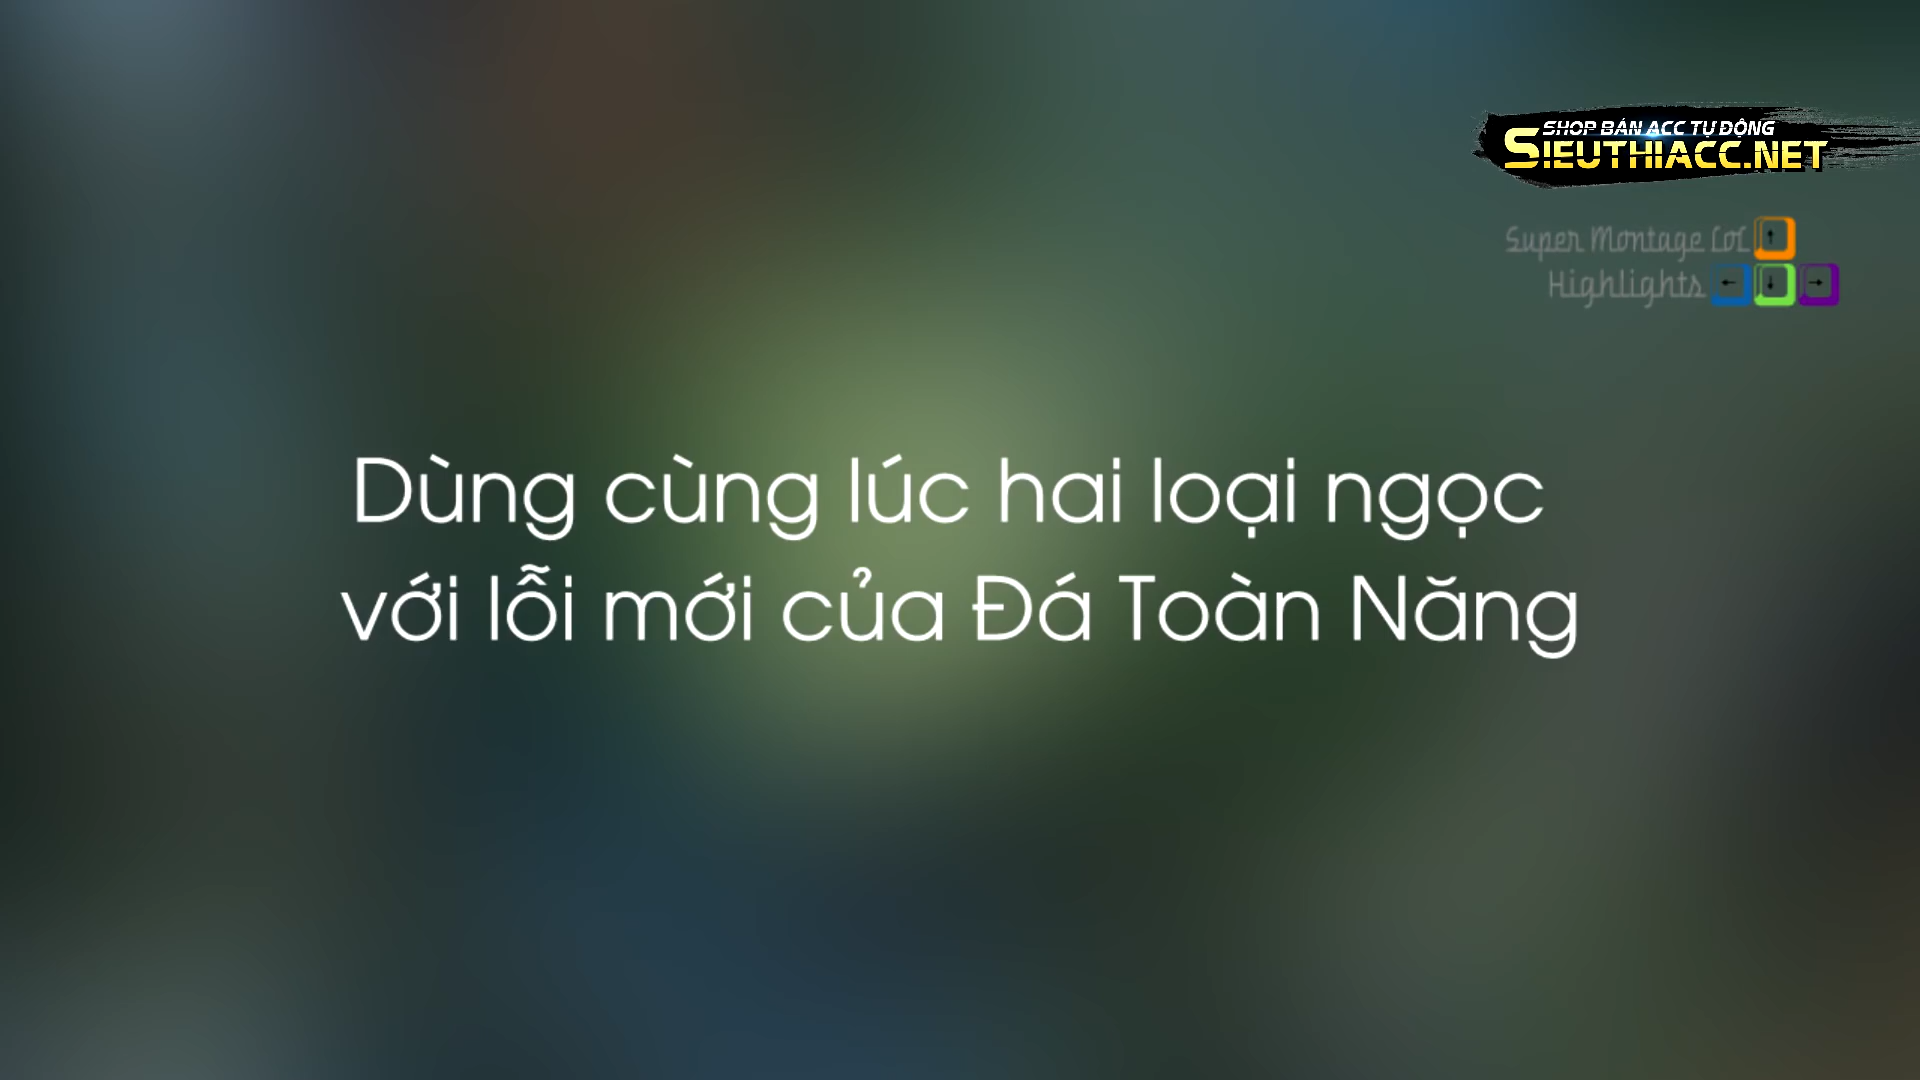 SHOP BÁN ACC TỰ ĐỘNG
SIEUTHIACC.NET
Super Montage LoL
Highlights
Dùng cùng lúc hai loại ngọc
với lỗi mới của Đá Toàn Năng